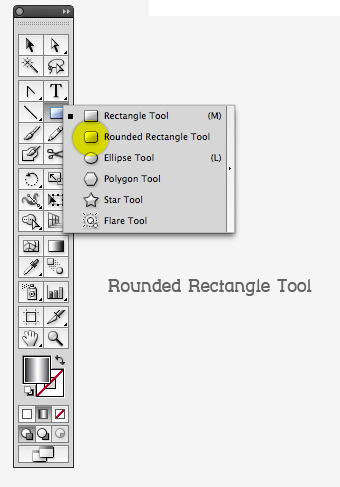 T
Rectangle Tool (M)
Rounded Rectangle Tool
Ellipse Tool (L)
Polygon Tool
Star Tool
Flare Tool
Rounded Rectangle Tool